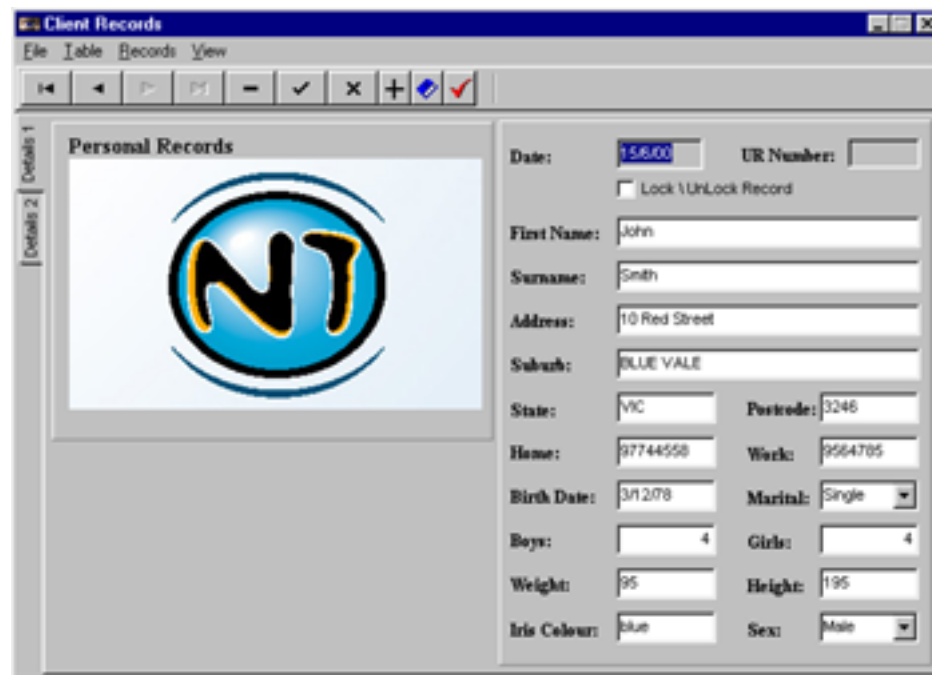 Client Records
File Table Records View
Details 1
Details 2
Personal Records
NT
Date: 15/6/00 UR Number:
Lock \ UnLock Record
First Name: John
Surname: Smith
Address: 10 Red Street
Suburb: BLUE VALE
State: VIC Postcode: 3246
Home: 97744558 Work: 9564785
Birth Date: 3/12/78 Marital: Single
Boys: 4 Girls: 4
Weight: 95 Height: 195
Iris Colour: blue Sex: Male